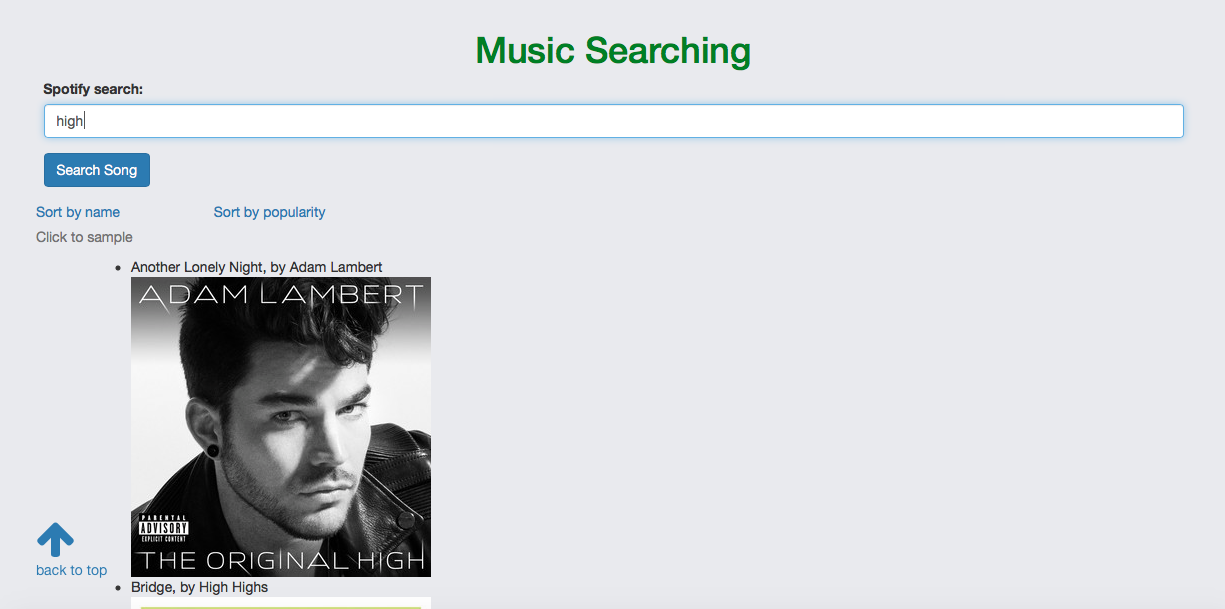 Music Searching
Spotify search:
high
Search Song
Sort by name
Sort by popularity
Click to sample
Another Lonely Night, by Adam Lambert
ADAM LAMBERT
PARENTAL
ADVISORY
EXPLICIT CONTENT
THE ORIGINAL HIGH
back to top
Bridge, by High Highs